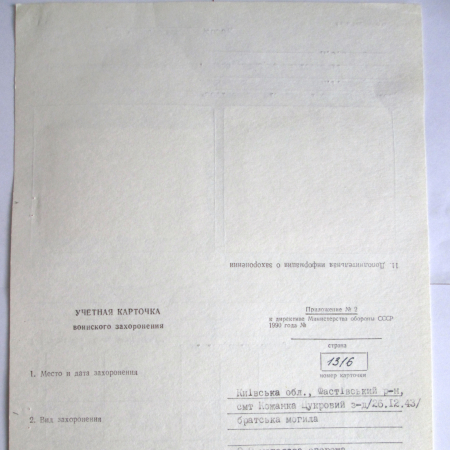 11. Дополнительная информация о захоронении
УЧЕТНАЯ КАРТОЧКА
воинского захоронения
Приложение № 2
к директиве Министерства обороны СССР
1990 года №
страна
1316
номер карточки
1. Место и дата захоронения
Київська обл., Фастівський р-н,
смт Кожанка Цукровий з-д/26.12.43/
2. Вид захоронения
братська могила